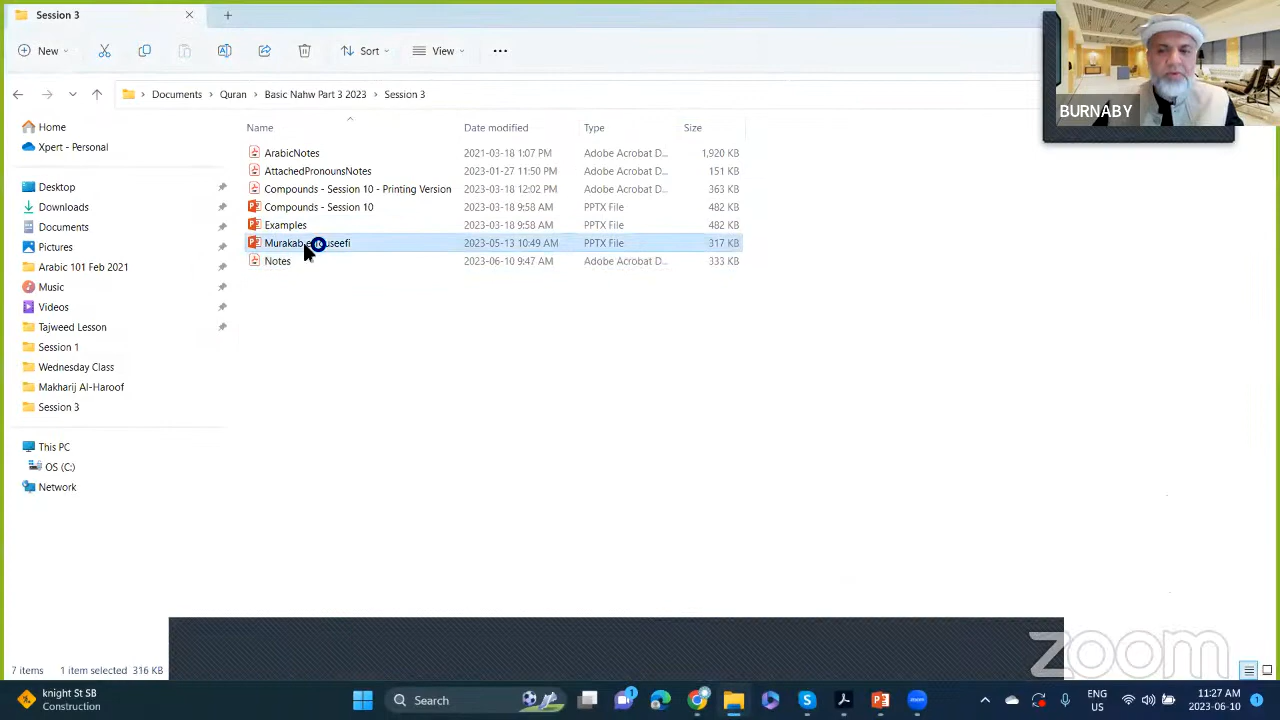 Session 3
BURNABY
New
Sort
View
Documents > Quran > Basic Nahw Part 3 2023 > Session 3
Name Date modified Type Size
Home
Xpert - Personal
Desktop
Downloads
Documents
Pictures
Arabic 101 Feb 2021
Music
Videos
Tajweed Lesson
Session 1
Wednesday Class
Makharij Al-Haroof
Session 3
This PC
OS (C:)
Network
ArabicNotes 2021-03-18 1:07 PM Adobe Acrobat D... 1,920 KB
AttachedPronounsNotes 2023-01-27 11:50 PM Adobe Acrobat D... 151 KB
Compounds - Session 10 - Printing Version 2023-03-18 12:02 PM Adobe Acrobat D... 363 KB
Compounds - Session 10 2023-03-18 9:58 AM PPTX File 482 KB
Examples 2023-03-18 9:58 AM PPTX File 482 KB
2023-05-13 10:49 AM PPTX File 317 KB
Notes 2023-06-10 9:47 AM Adobe Acrobat D... 333 KB
7 items 1 item selected 316 KB
zoom
knight St SB
Construction
Search
1
zoom
ENG
US
11:27 AM
2023-06-10
1